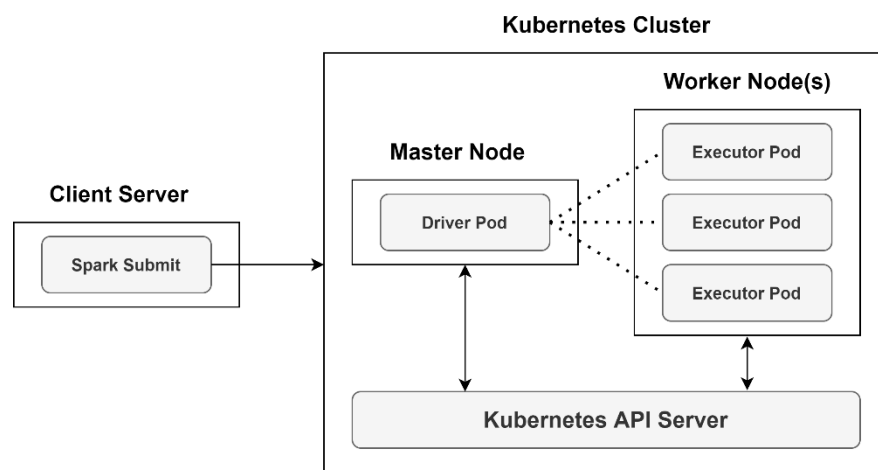 Kubernetes Cluster
Worker Node(s)
Executor Pod
Master Node
Client Server
Driver Pod
Executor Pod
Spark Submit
Executor Pod
Kubernetes API Server